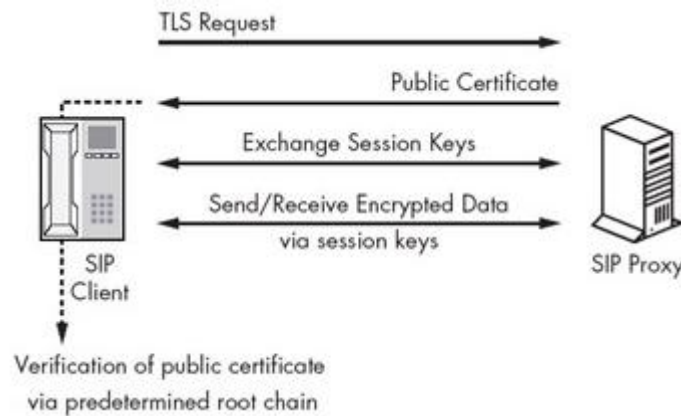 TLS Request
Public Certificate
Exchange Session Keys
Send/Receive Encrypted Data
via session keys
SIP
Client
SIP Proxy
Verification of public certificate
via predetermined root chain